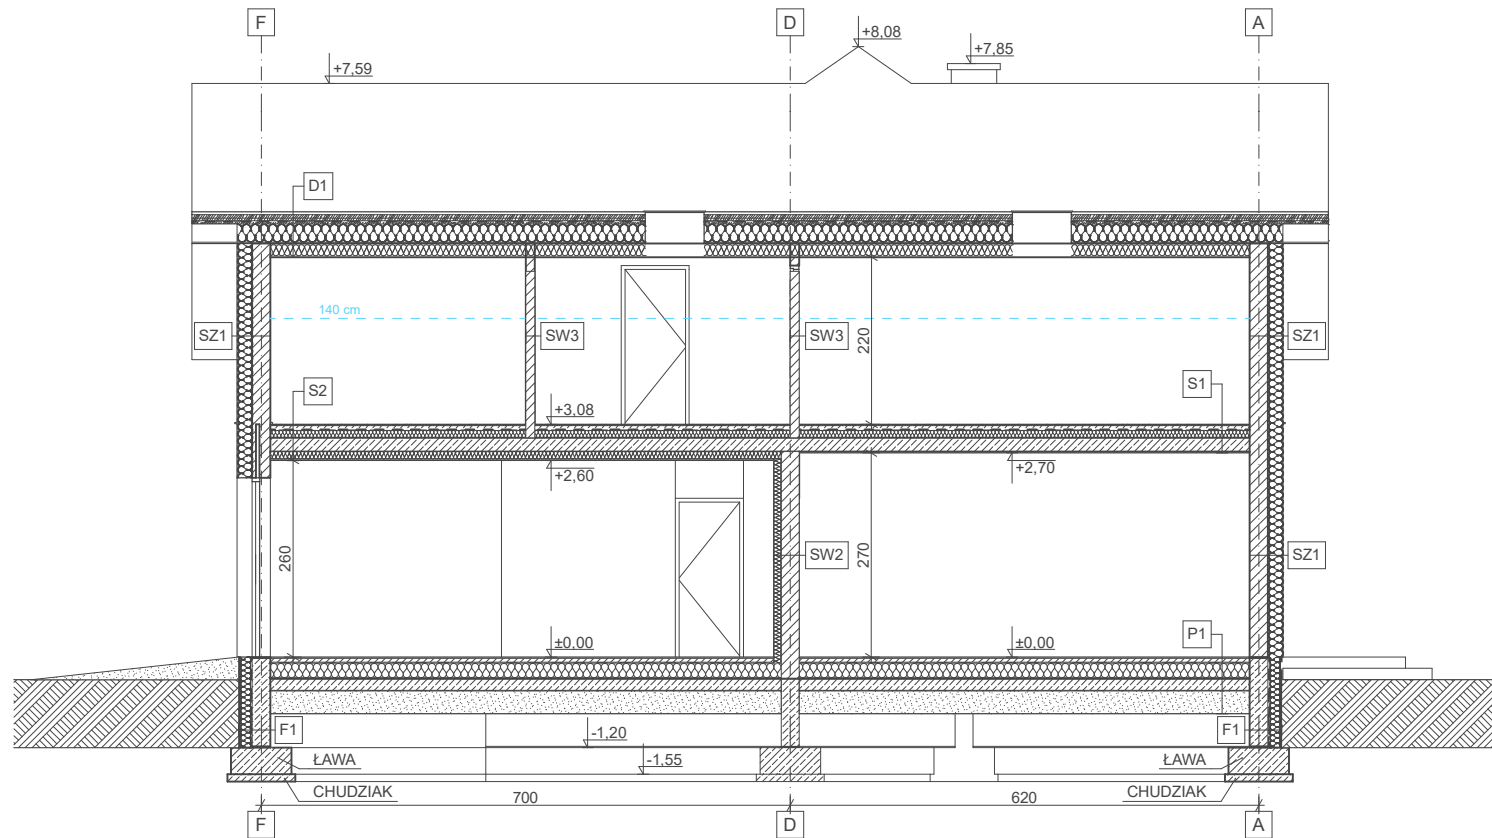 F
D
A
+8,08
+7,85
+7,59
D1
140 cm
SZ1
SW3
SW3
220
SZ1
S2
S1
+3,08
+2,60
+2,70
260
SW2
270
SZ1
±0,00
±0,00
P1
F1
F1
-1,20
ŁAWA
-1,55
ŁAWA
CHUDZIAK
CHUDZIAK
700
620
F
D
A